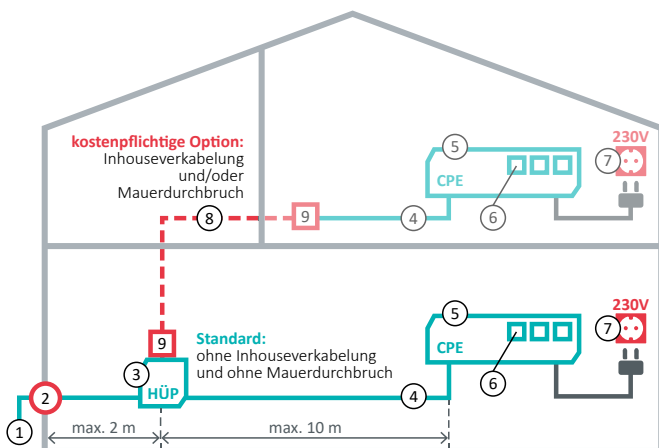 kostenpflichtige Option:
Inhouseverkabelung
und/oder
Mauerdurchbruch
5
CPE
6
230V
7
8
9
4
9
3
HÜP
Standard:
ohne Inhouseverkabelung
und ohne Mauerdurchbruch
5
CPE
6
230V
7
4
2
1
max. 2 m
max. 10 m